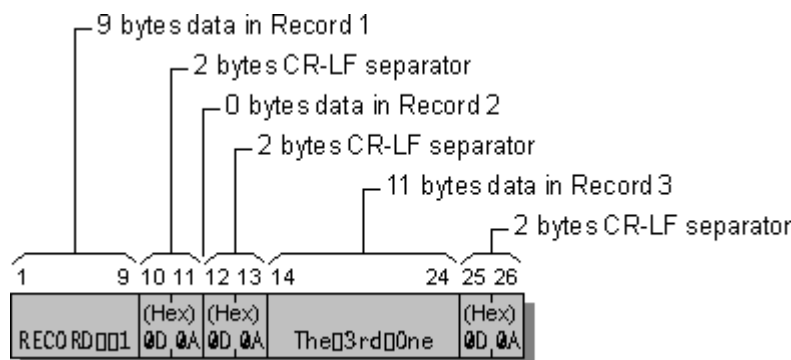 9 bytes data in Record 1
2 bytes CR-LF separator
0 bytes data in Record 2
2 bytes CR-LF separator
11 bytes data in Record 3
2 bytes CR-LF separator
1 9 10 11 12 13 14 24 25 26
(Hex) (Hex) (Hex)
RECORD▯▯1 0D 0A 0D 0A The▯3rd▯One 0D 0A